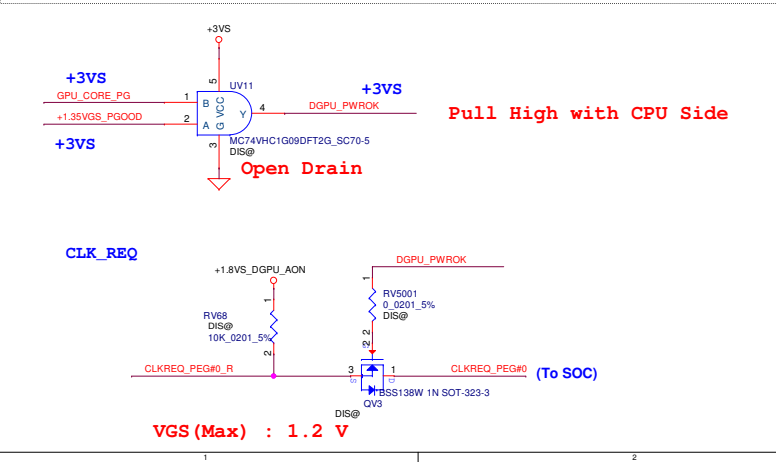 +3VS
+3VS
GPU_CORE_PG
+1.35VGS_PGOOD
+3VS
1
2
B
A
VCC
G
Y
5
3
4
UV11
DGPU_PWROK
+3VS
MC74VHC1G09DFT2G_SC70-5
DIS@
Open Drain
Pull High with CPU Side
CLK_REQ
+1.8VS_DGPU_AON
DGPU_PWROK
1
RV68
DIS@
10K_0201_5%
2
1
RV5001
0_0201_5%
DIS@
2
2
G
CLKREQ_PEG#0_R
3
S
1
D
CLKREQ_PEG#0
(To SOC)
BSS138W 1N SOT-323-3
QV3
DIS@
VGS(Max) : 1.2 V
1
2